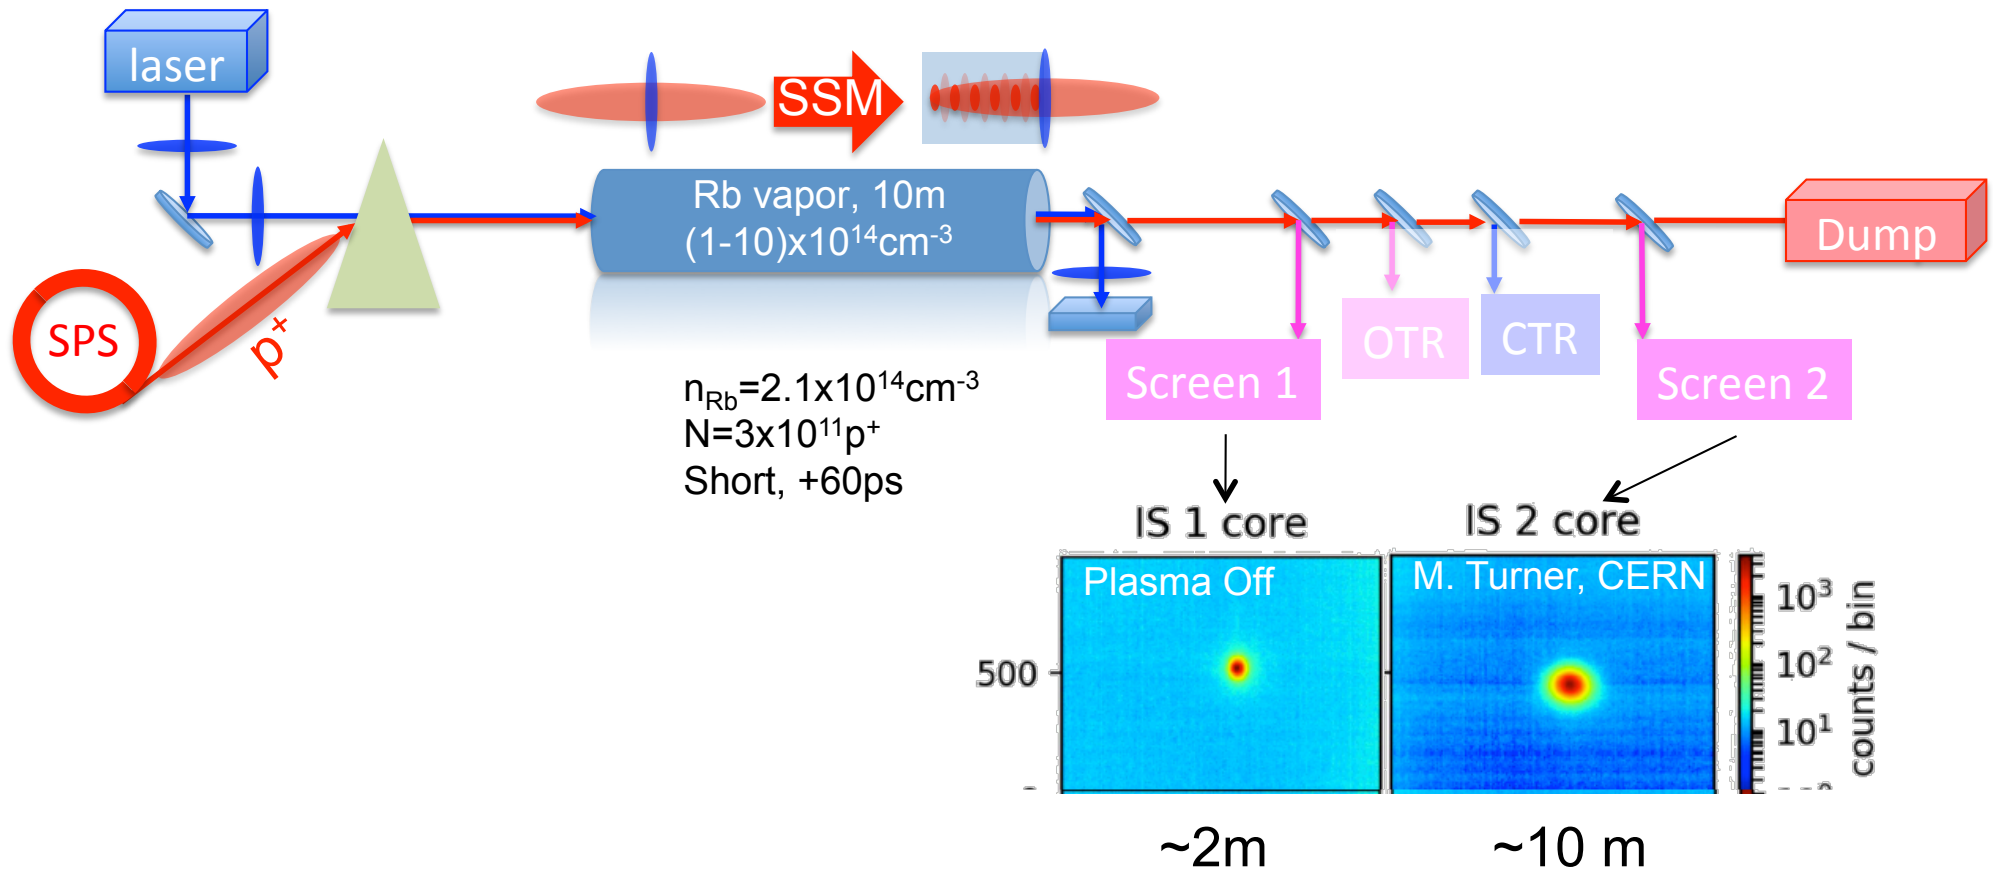 laser
SSM
Rb vapor, 10m
(1-10)x10¹⁴cm⁻³
Dump
SPS
p⁺
OTR
CTR
Screen 1
Screen 2
n_Rb=2.1x10¹⁴cm⁻³
N=3x10¹¹p⁺
Short, +60ps
IS 1 core
IS 2 core
Plasma Off
M. Turner, CERN
500
10³
10²
10¹
counts / bin
~2m
~10 m